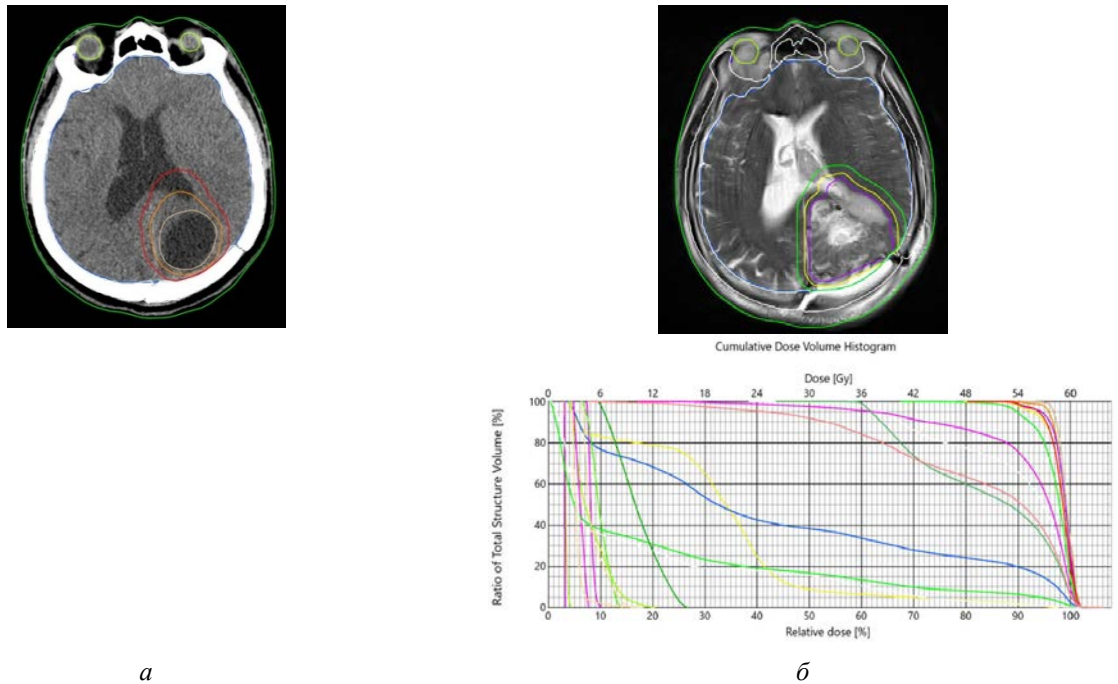 Cumulative Dose Volume Histogram
Dose [Gy]
0 6 12 18 24 30 36 42 48 54 60
Ratio of Total Structure Volume [%]
100
80
60
40
20
0
0 10 20 30 40 50 60 70 80 90 100
Relative dose [%]
а б